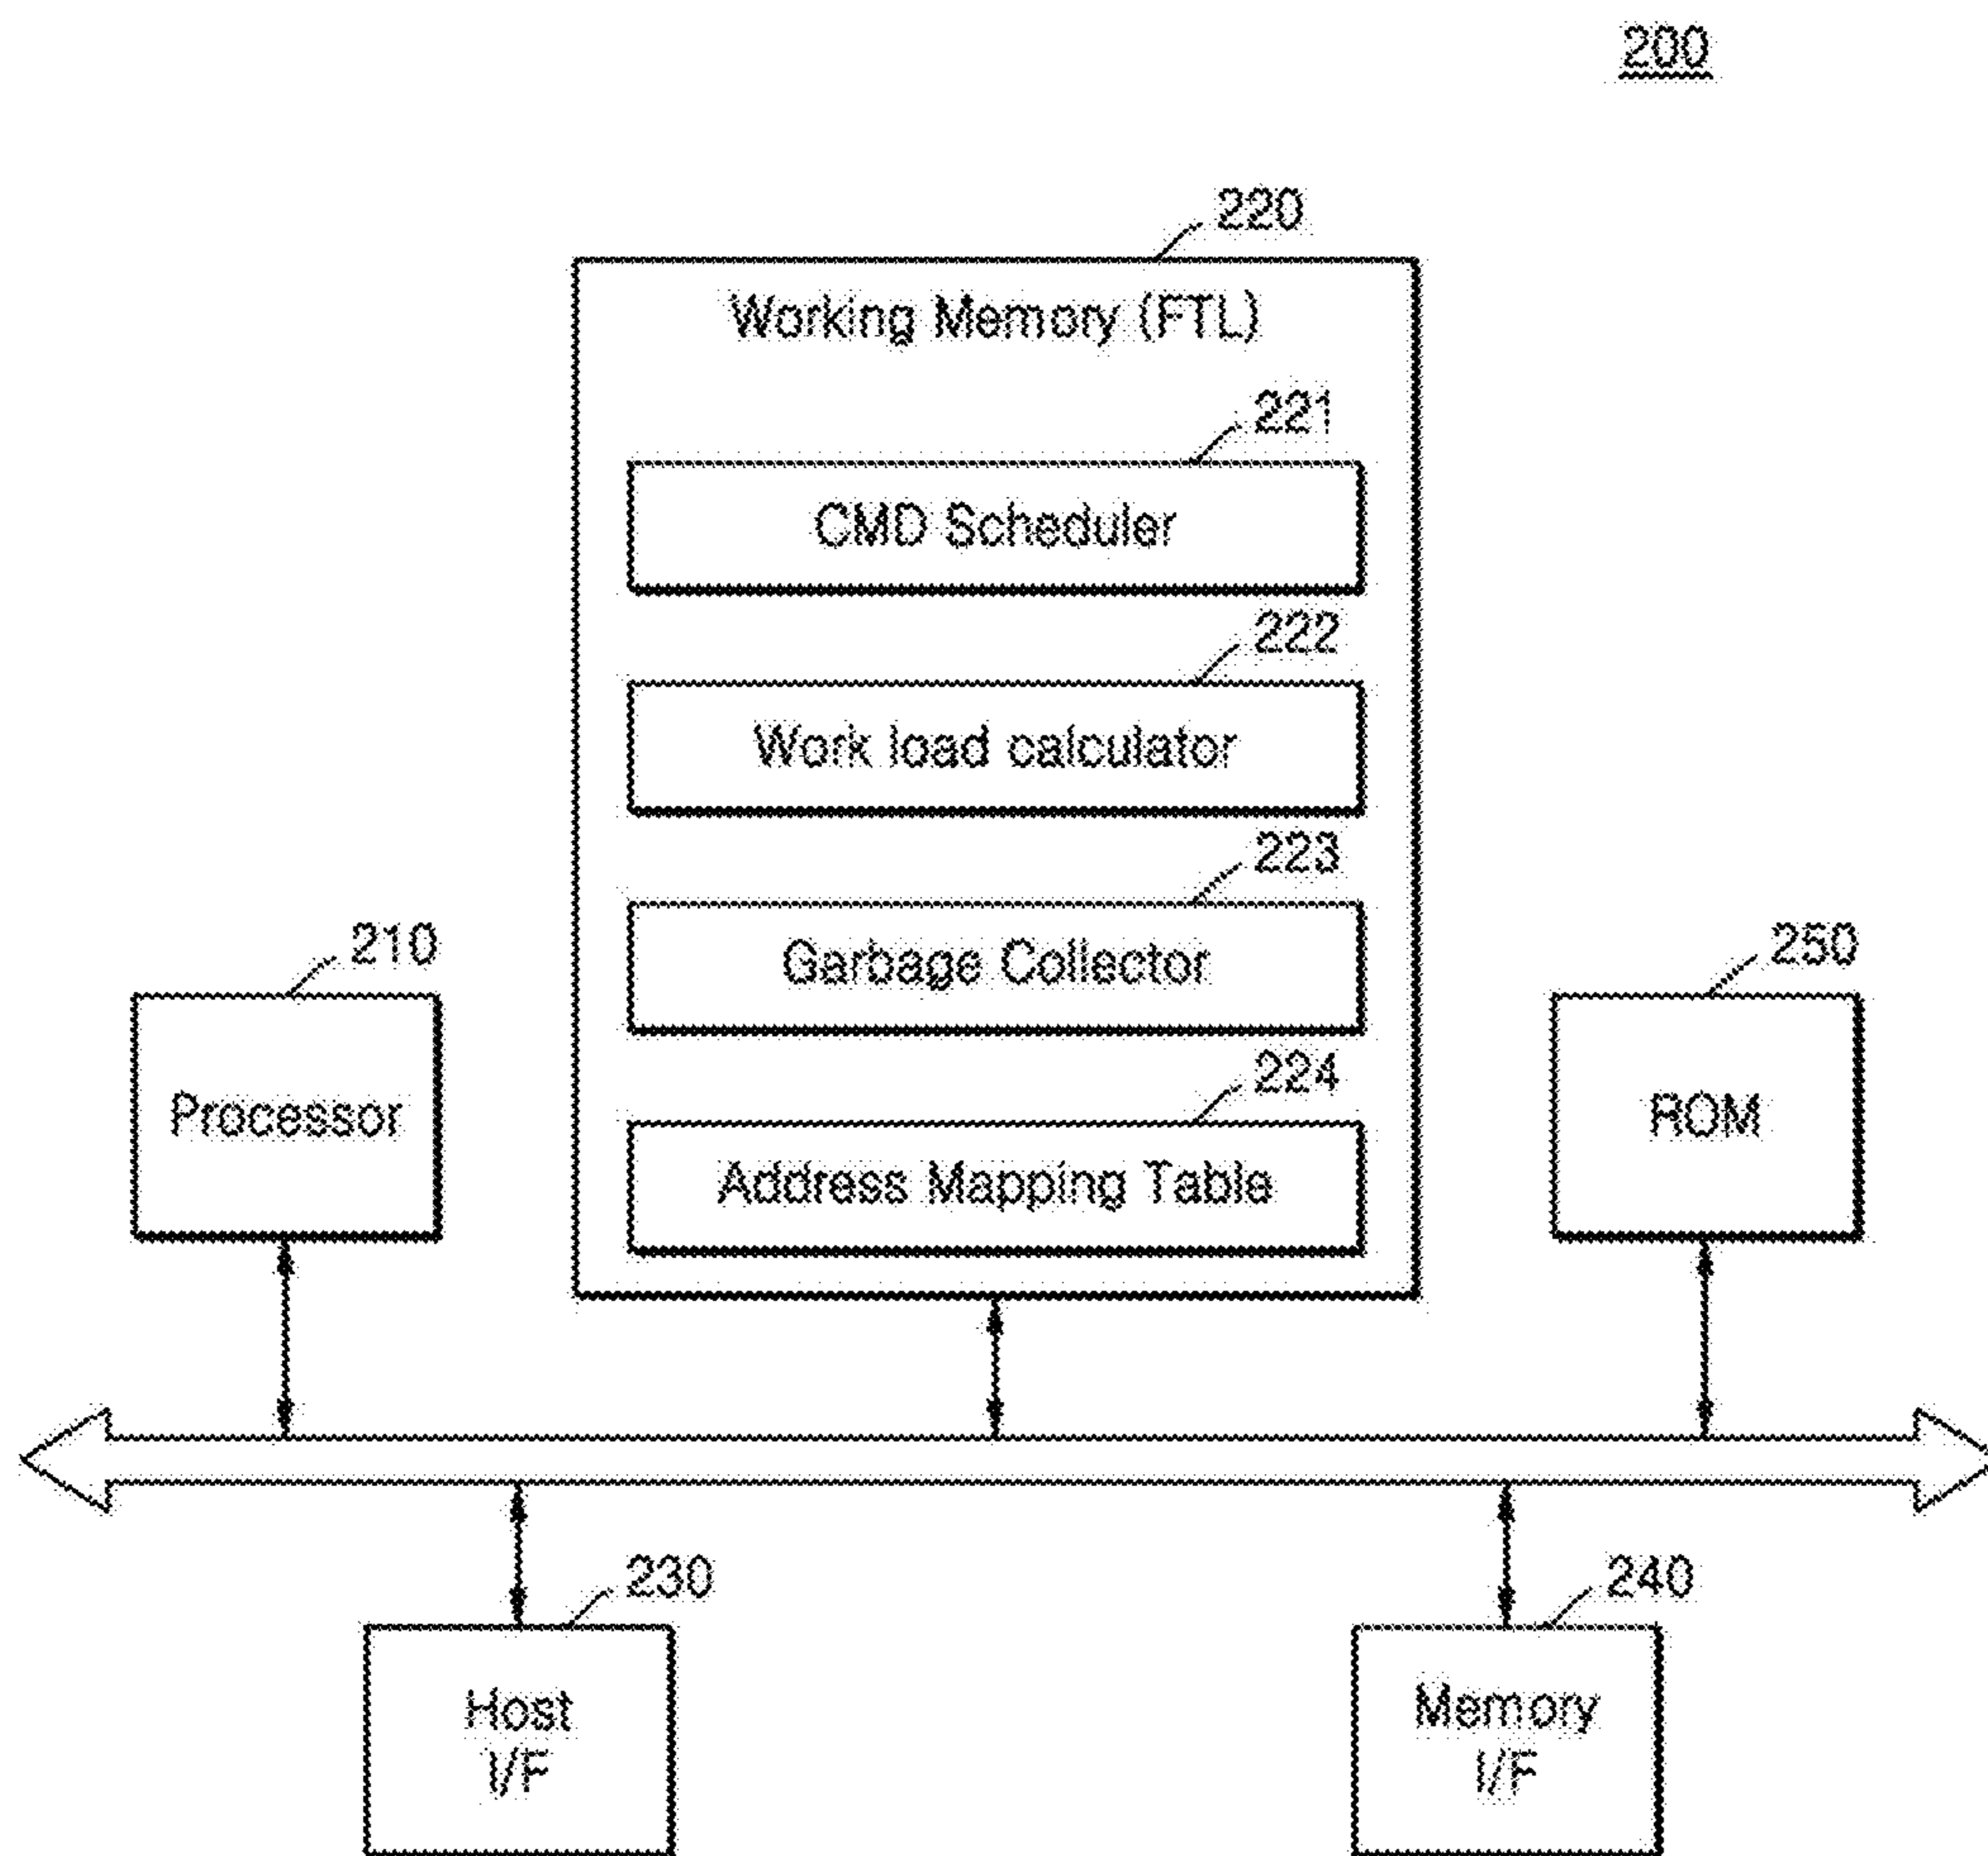 200
220
Working Memory (FTL)
221
CMD Scheduler
222
Work load calculator
223
Garbage Collector
224
Address Mapping Table
210
Processor
250
ROM
230
Host
I/F
240
Memory
I/F